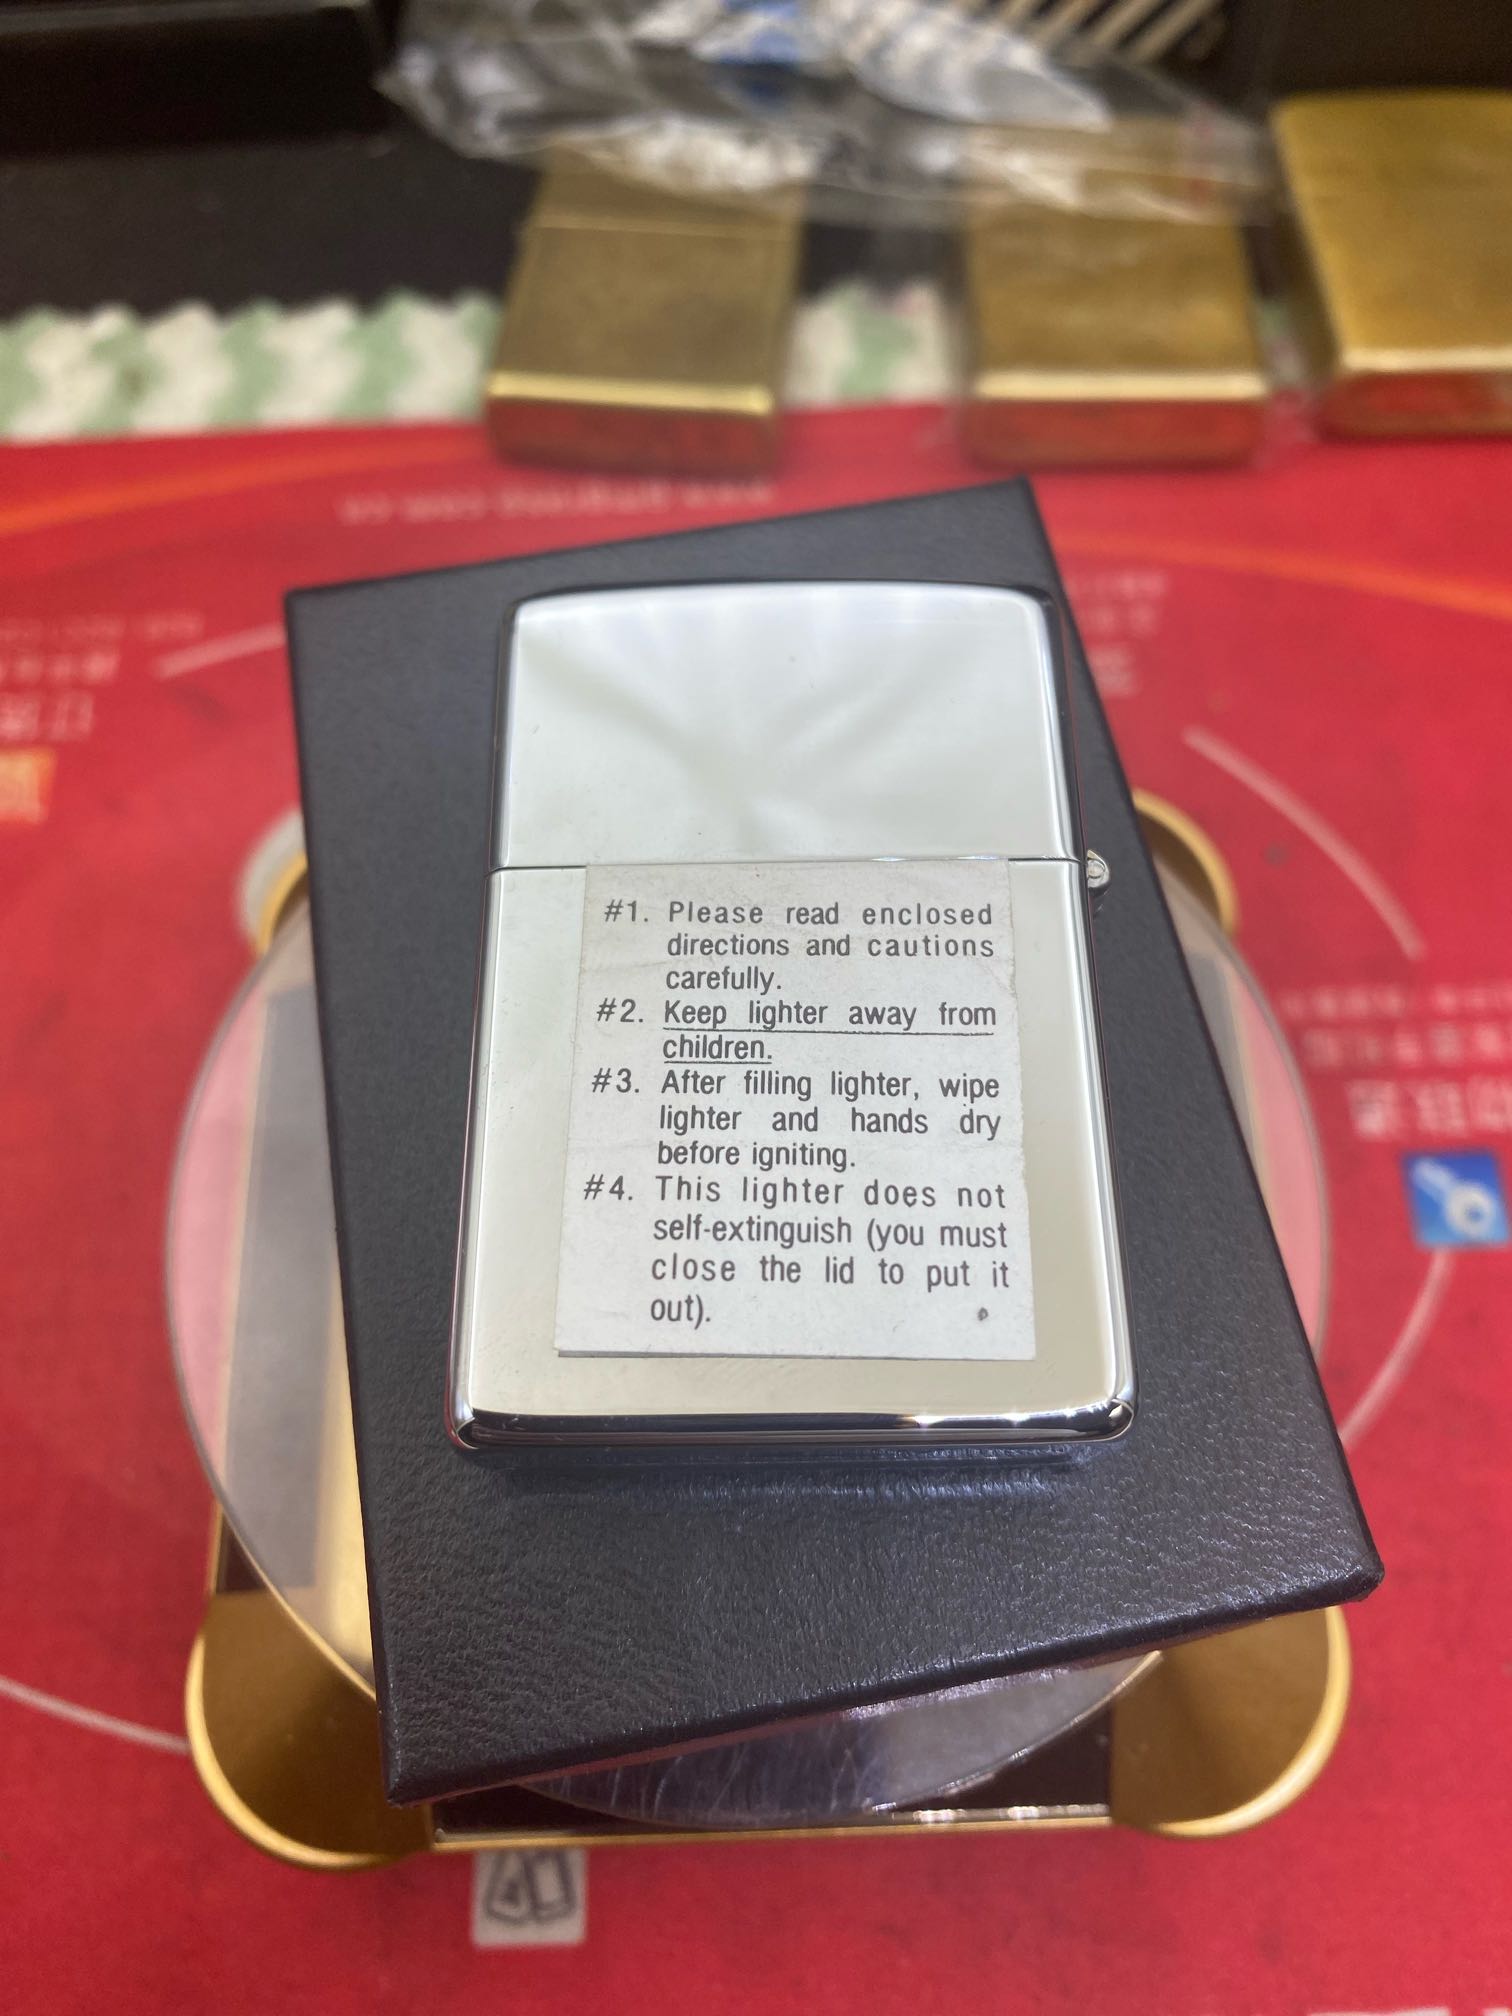 #1. Please read enclosed
directions and cautions
carefully.
#2. Keep lighter away from
children.
#3. After filling lighter, wipe
lighter and hands dry
before igniting.
#4. This lighter does not
self-extinguish (you must
close the lid to put it
out).